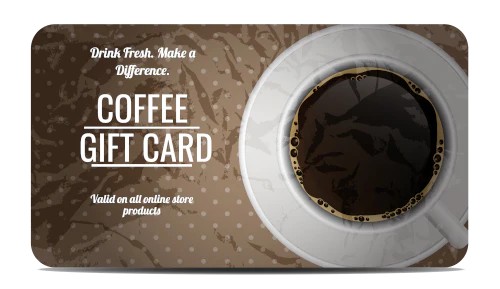 Drink Fresh. Make a
Difference.
COFFEE
GIFT CARD
Valid on all online store
products